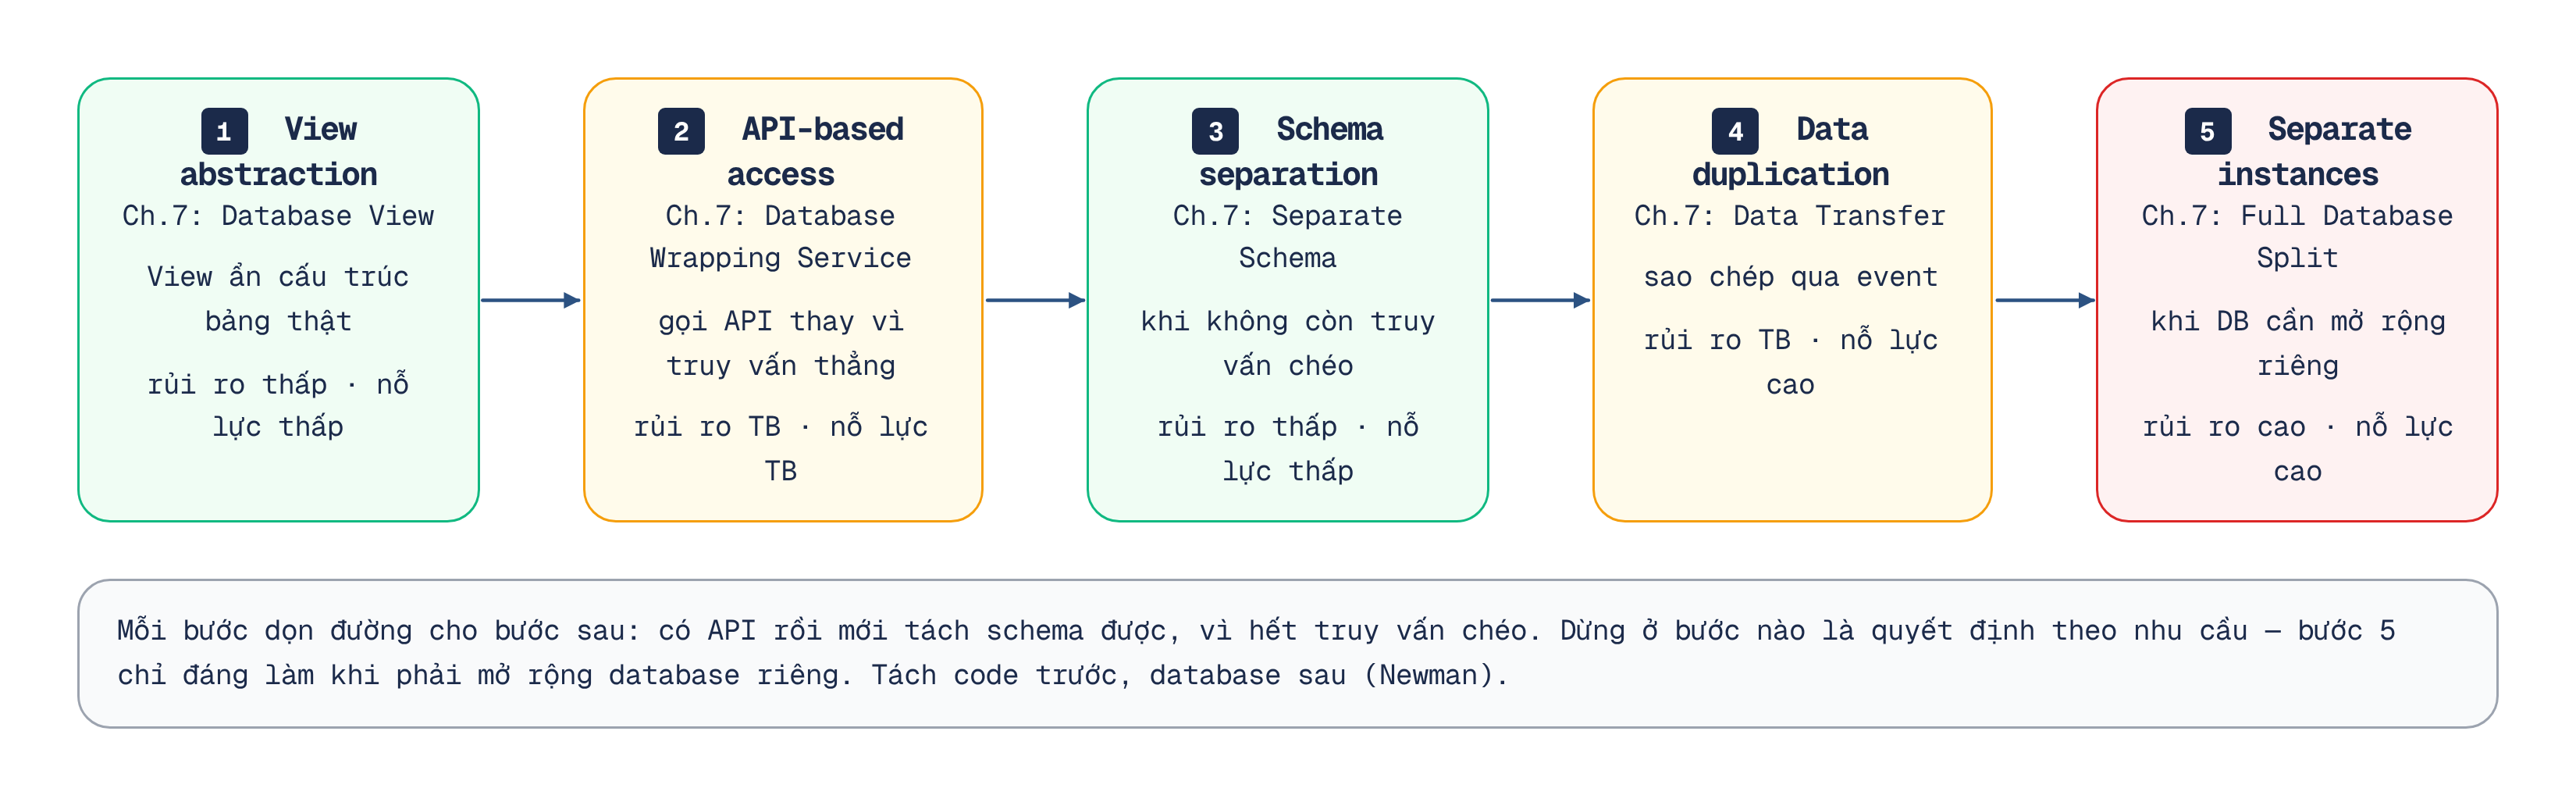 1 View
abstraction
Ch.7: Database View
View ẩn cấu trúc
bảng thật
rủi ro thấp · nỗ
lực thấp
2 API-based
access
Ch.7: Database
Wrapping Service
gọi API thay vì
truy vấn thẳng
rủi ro TB · nỗ lực
TB
3 Schema
separation
Ch.7: Separate
Schema
khi không còn truy
vấn chéo
rủi ro thấp · nỗ
lực thấp
4 Data
duplication
Ch.7: Data Transfer
sao chép qua event
rủi ro TB · nỗ lực
cao
5 Separate
instances
Ch.7: Full Database
Split
khi DB cần mở rộng
riêng
rủi ro cao · nỗ lực
cao
Mỗi bước dọn đường cho bước sau: có API rồi mới tách schema được, vì hết truy vấn chéo. Dừng ở bước nào là quyết định theo nhu cầu — bước 5
chỉ đáng làm khi phải mở rộng database riêng. Tách code trước, database sau (Newman).